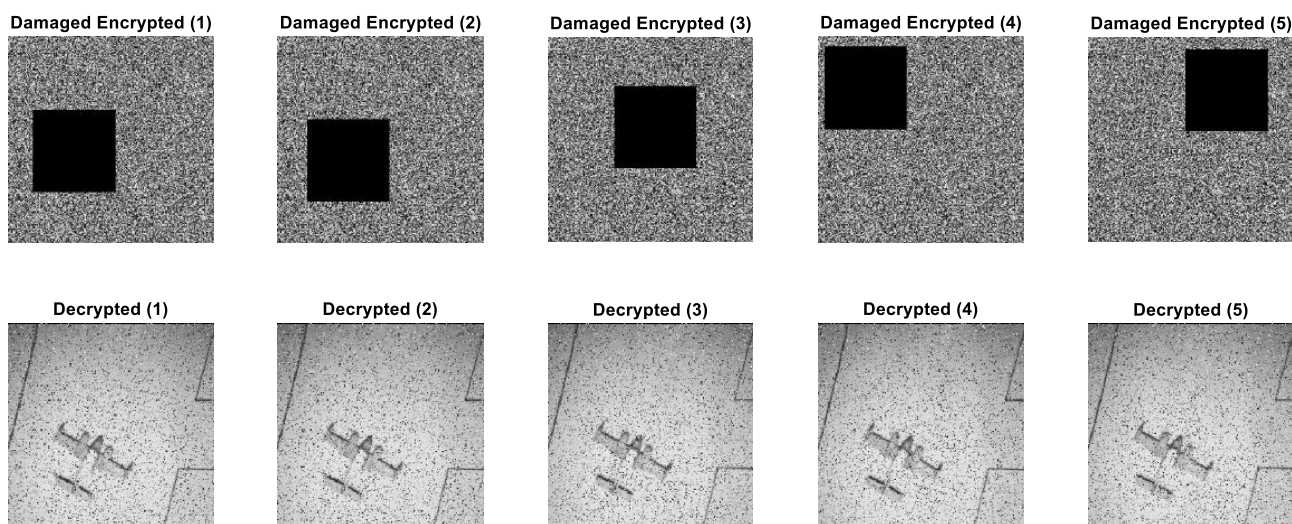 Damaged Encrypted (1)
Damaged Encrypted (2)
Damaged Encrypted (3)
Damaged Encrypted (4)
Damaged Encrypted (5)
Decrypted (1)
Decrypted (2)
Decrypted (3)
Decrypted (4)
Decrypted (5)